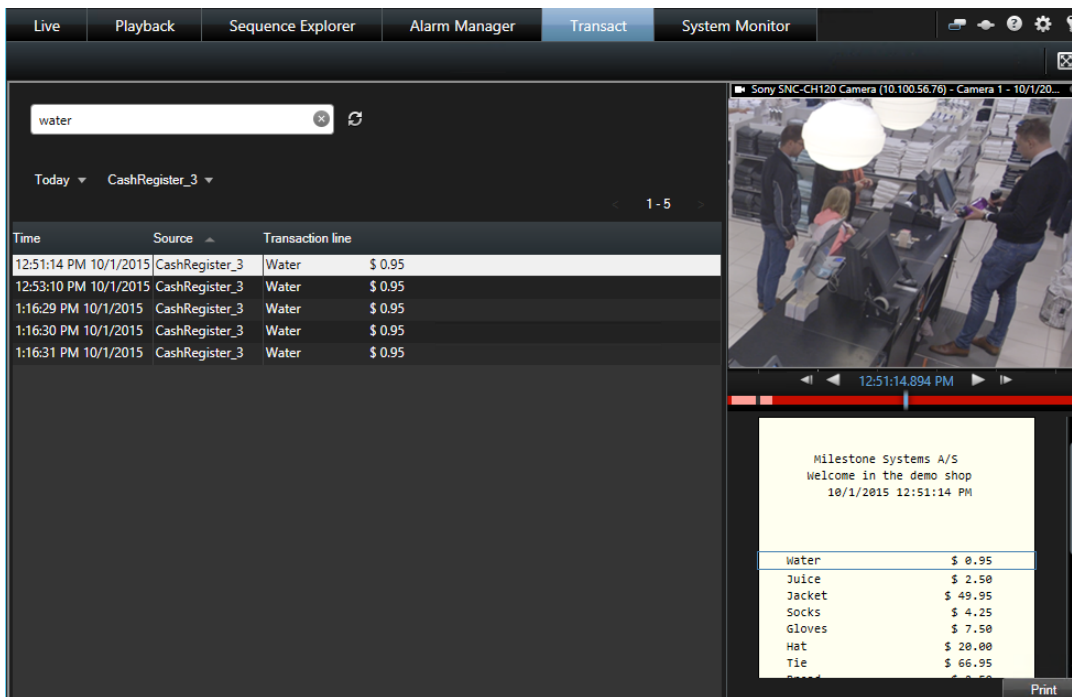 Live Playback Sequence Explorer Alarm Manager Transact System Monitor
Sony SNC-CH120 Camera (10.100.56.76) - Camera 1 - 10/1/20...
water
Today CashRegister_3
1 - 5
Time Source Transaction line
12:51:14 PM 10/1/2015 CashRegister_3 Water $ 0.95
12:53:10 PM 10/1/2015 CashRegister_3 Water $ 0.95
1:16:29 PM 10/1/2015 CashRegister_3 Water $ 0.95
1:16:30 PM 10/1/2015 CashRegister_3 Water $ 0.95
1:16:31 PM 10/1/2015 CashRegister_3 Water $ 0.95
12:51:14.894 PM
Milestone Systems A/S
Welcome in the demo shop
10/1/2015 12:51:14 PM
Water $ 0.95
Juice $ 2.50
Jacket $ 49.95
Socks $ 4.25
Gloves $ 7.50
Hat $ 20.00
Tie $ 66.95
Print